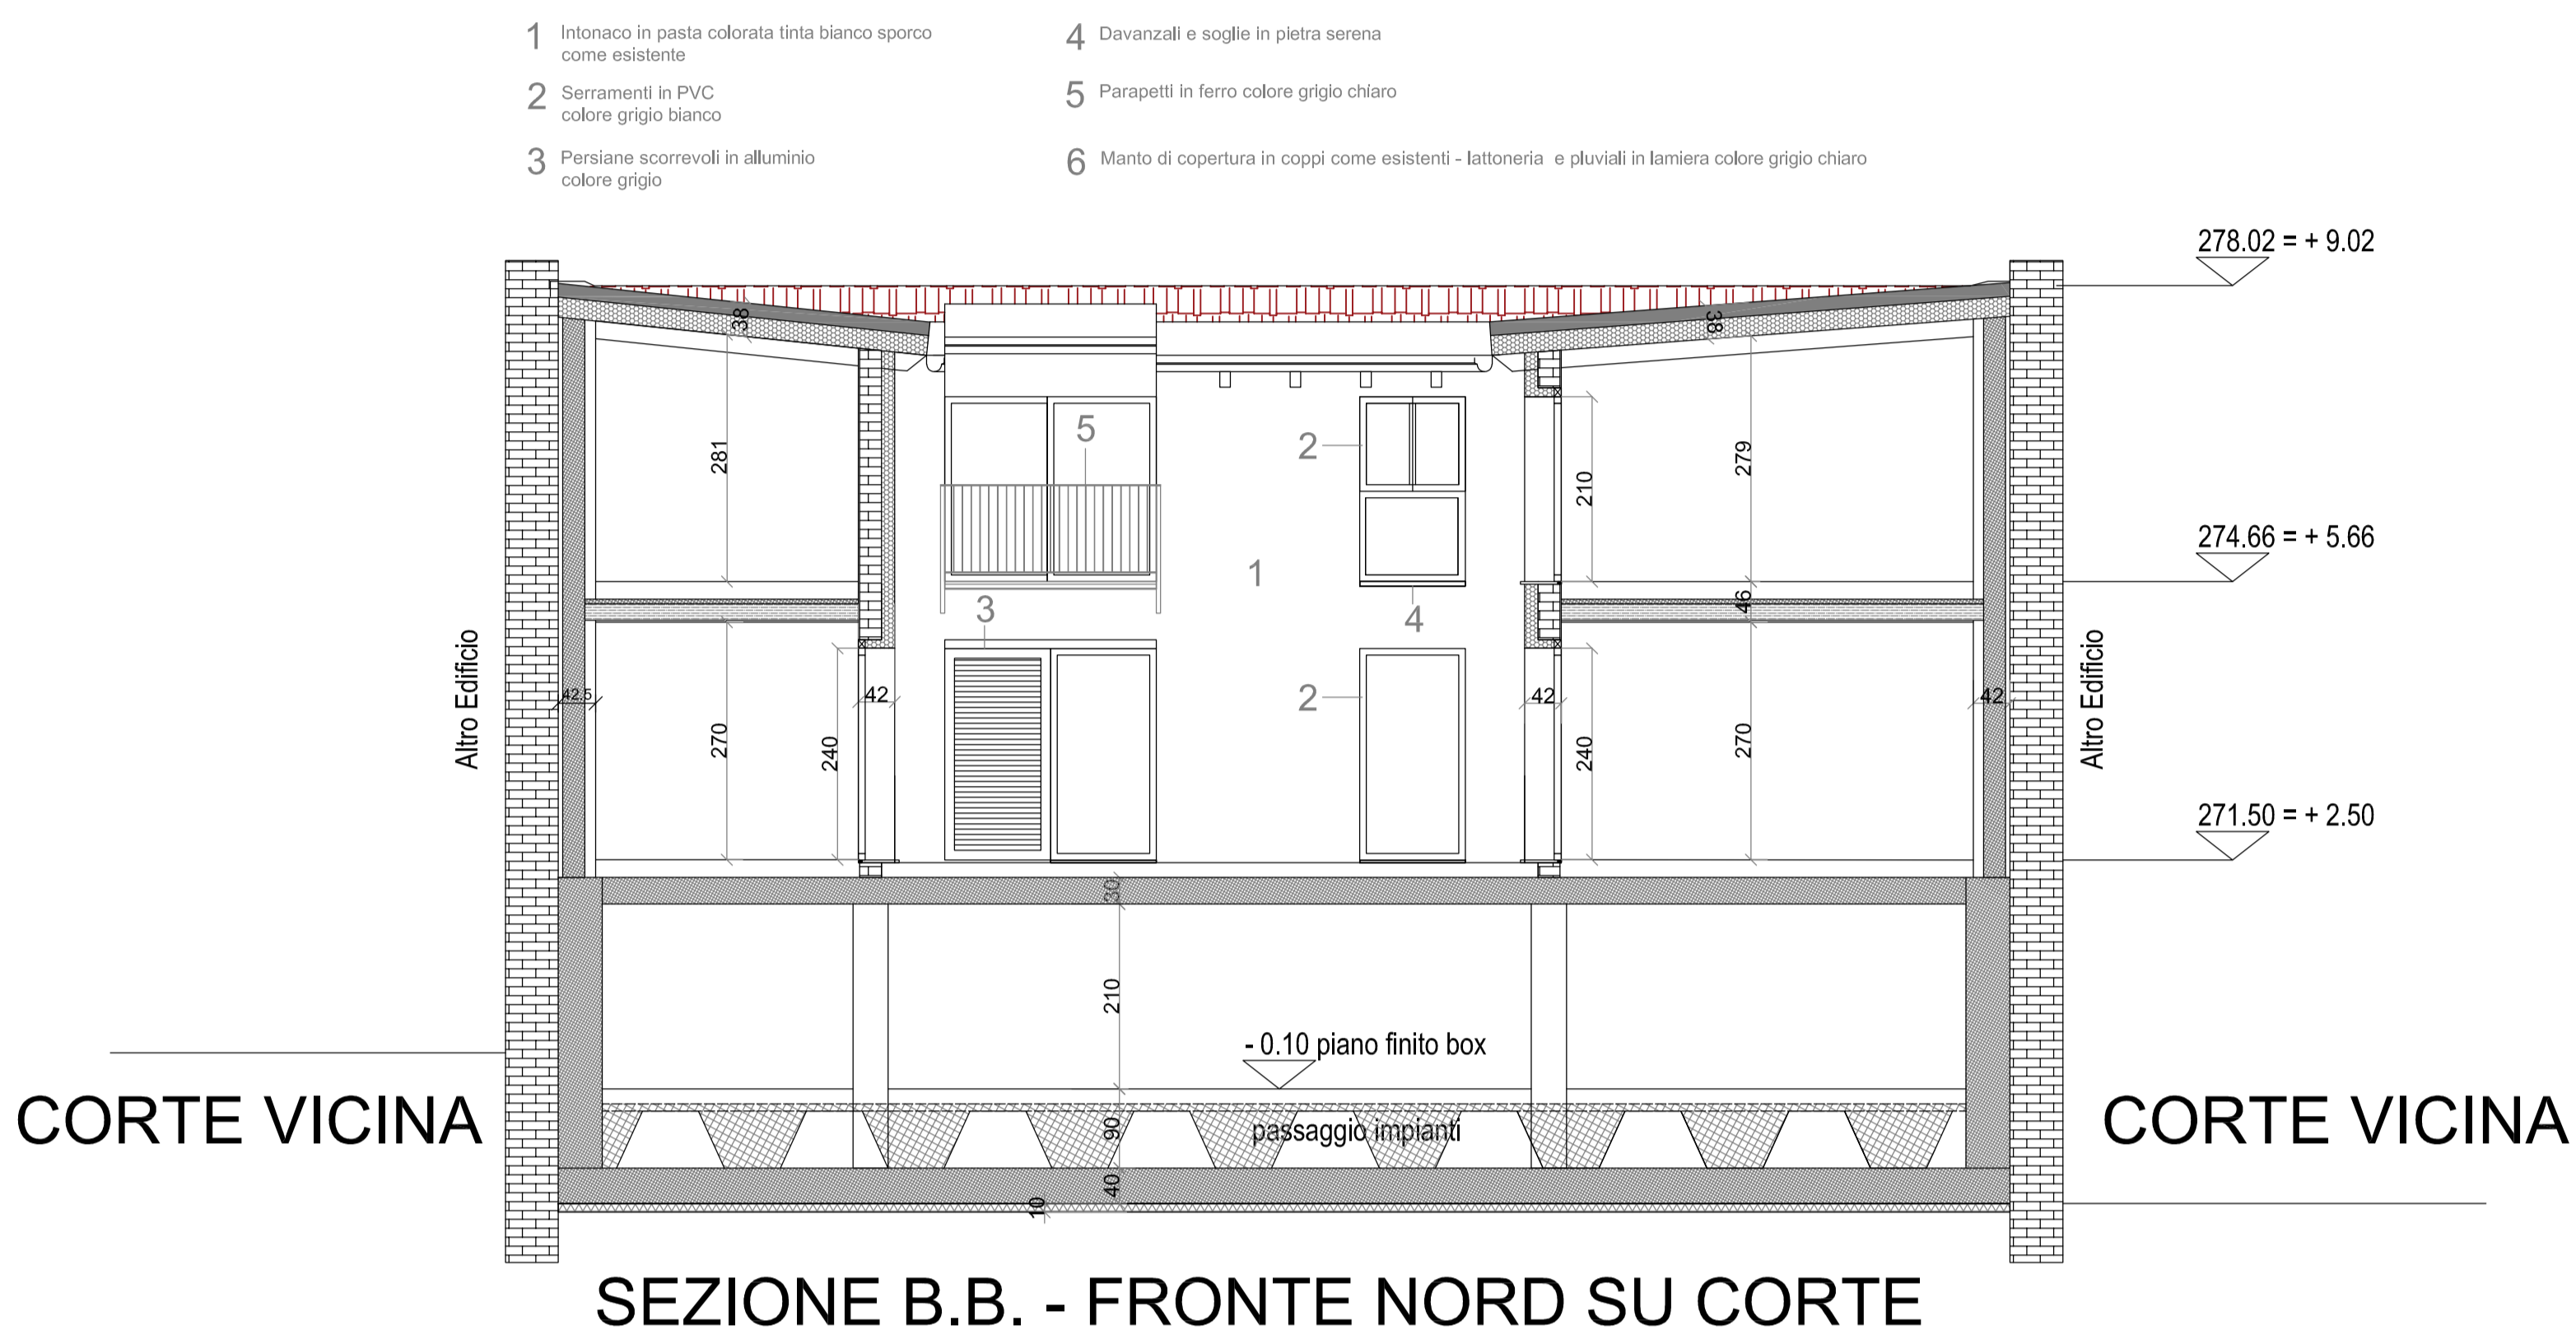 1 Intonaco in pasta colorata tinta bianco sporco
come esistente
2 Serramenti in PVC
colore grigio bianco
3 Persiane scorrevoli in alluminio
colore grigio
4 Davanzali e soglie in pietra serena
5 Parapetti in ferro colore grigio chiaro
6 Manto di copertura in coppi come esistenti - lattoneria e pluviali in lamiera colore grigio chiaro
278.02 = + 9.02
38
38
5
2
281
210
279
274.66 = + 5.66
1
3
4
46
Altro Edificio
Altro Edificio
42.5
42
2
42
42
270
240
240
270
271.50 = + 2.50
30
210
- 0.10 piano finito box
CORTE VICINA
CORTE VICINA
90
passaggio impianti
40
10
SEZIONE B.B. - FRONTE NORD SU CORTE